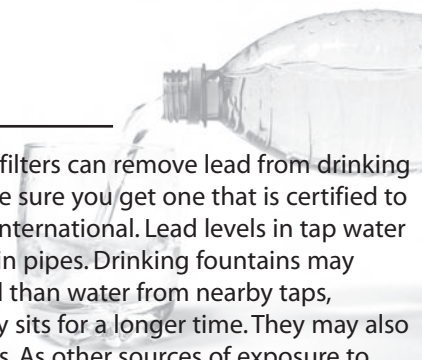 filters can remove lead from drinking
sure you get one that is certified to
International. Lead levels in tap water
in pipes. Drinking fountains may
than water from nearby taps,
sits for a longer time. They may also
As other sources of exposure to